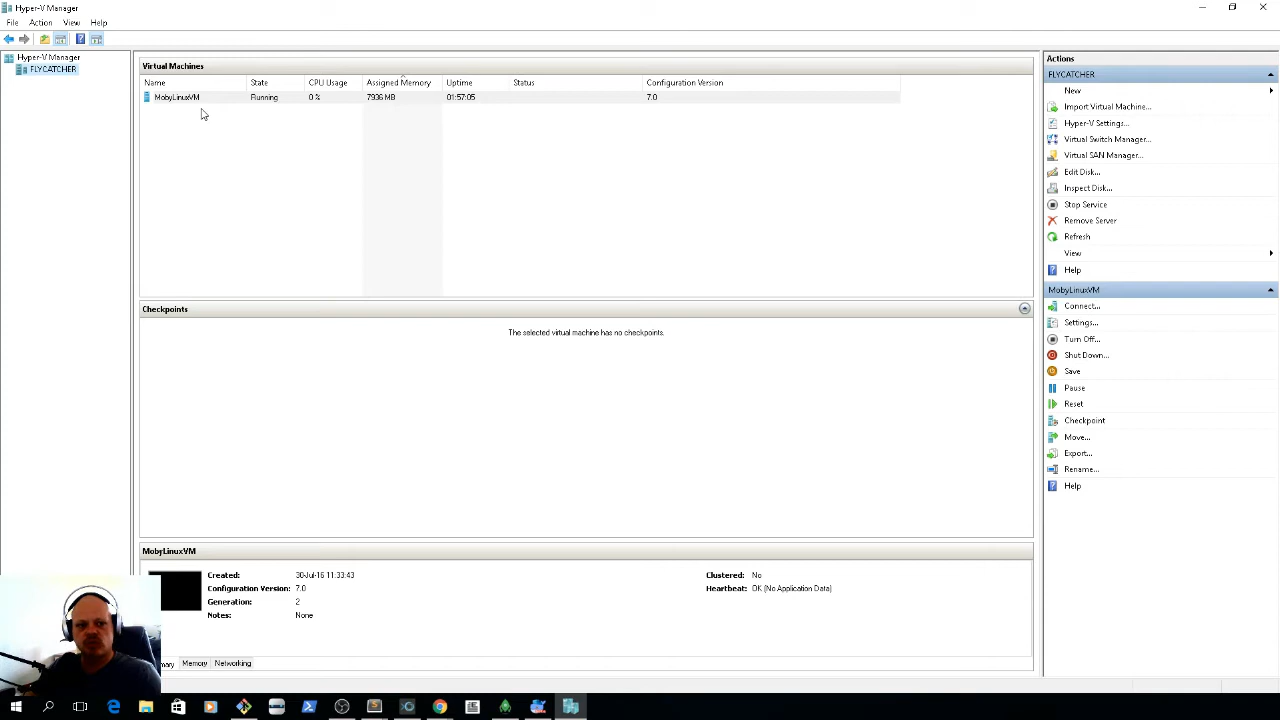 Hyper-V Manager
File Action View Help
Hyper-V Manager
FLYCATCHER
Virtual Machines
Name State CPU Usage Assigned Memory Uptime Status Configuration Version
MobyLinuxVM Running 0 % 7936 MB 01:57:05 7.0
Checkpoints
The selected virtual machine has no checkpoints.
MobyLinuxVM
Created: 30-Jul-16 11:33:43 Clustered: No
Configuration Version: 7.0 Heartbeat: OK (No Application Data)
Generation: 2
Notes: None
Memory Networking
Actions
FLYCATCHER
New
Import Virtual Machine...
Hyper-V Settings...
Virtual Switch Manager...
Virtual SAN Manager...
Edit Disk...
Inspect Disk...
Stop Service
Remove Server
Refresh
View
Help
MobyLinuxVM
Connect...
Settings...
Turn Off...
Shut Down...
Save
Pause
Reset
Checkpoint
Move...
Export...
Rename...
Help